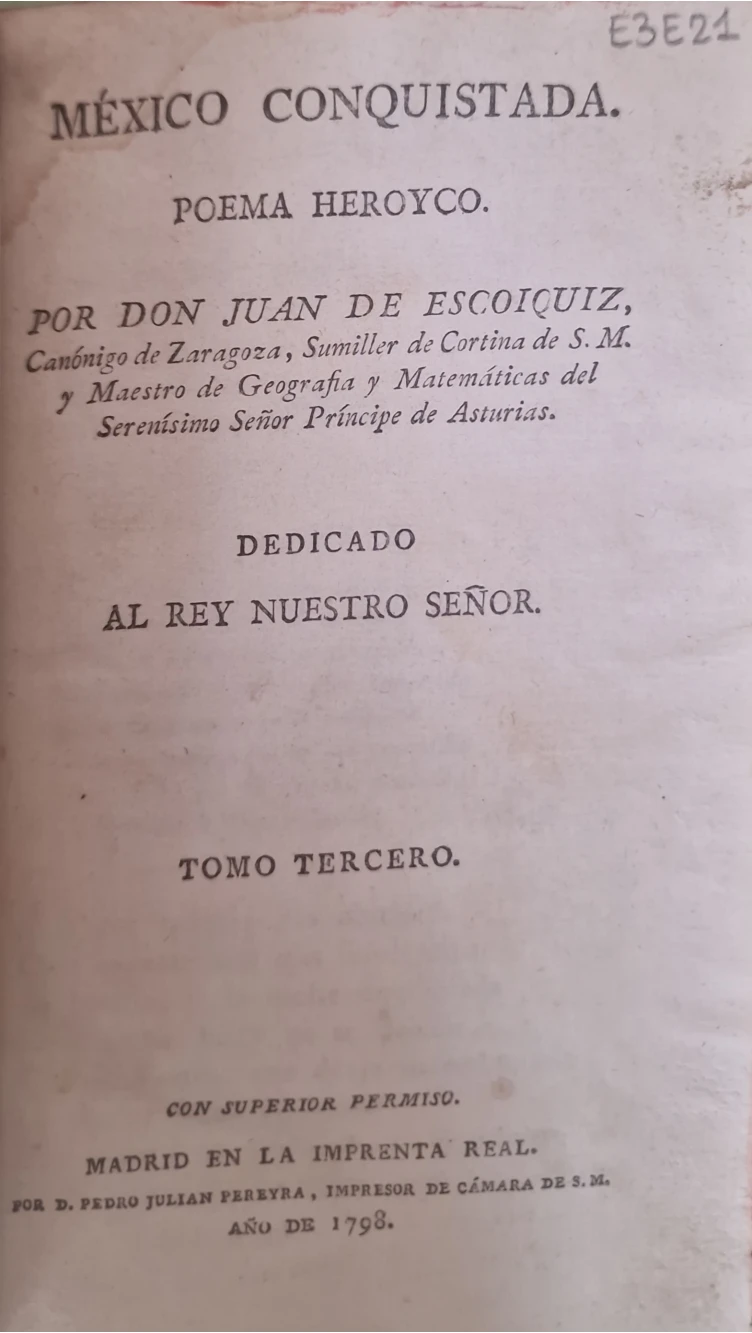 E3E21
MÉXICO CONQUISTADA.
POEMA HEROYCO.
POR DON JUAN DE ESCOIQUIZ,
Canónigo de Zaragoza, Sumiller de Cortina de S. M.
y Maestro de Geografia y Matemáticas del
Serenísimo Señor Príncipe de Asturias.
DEDICADO
AL REY NUESTRO SEÑOR.
TOMO TERCERO.
CON SUPERIOR PERMISO.
MADRID EN LA IMPRENTA REAL.
POR D. PEDRO JULIAN PEREYRA, IMPRESOR DE CÁMARA DE S. M.
AÑO DE 1798.